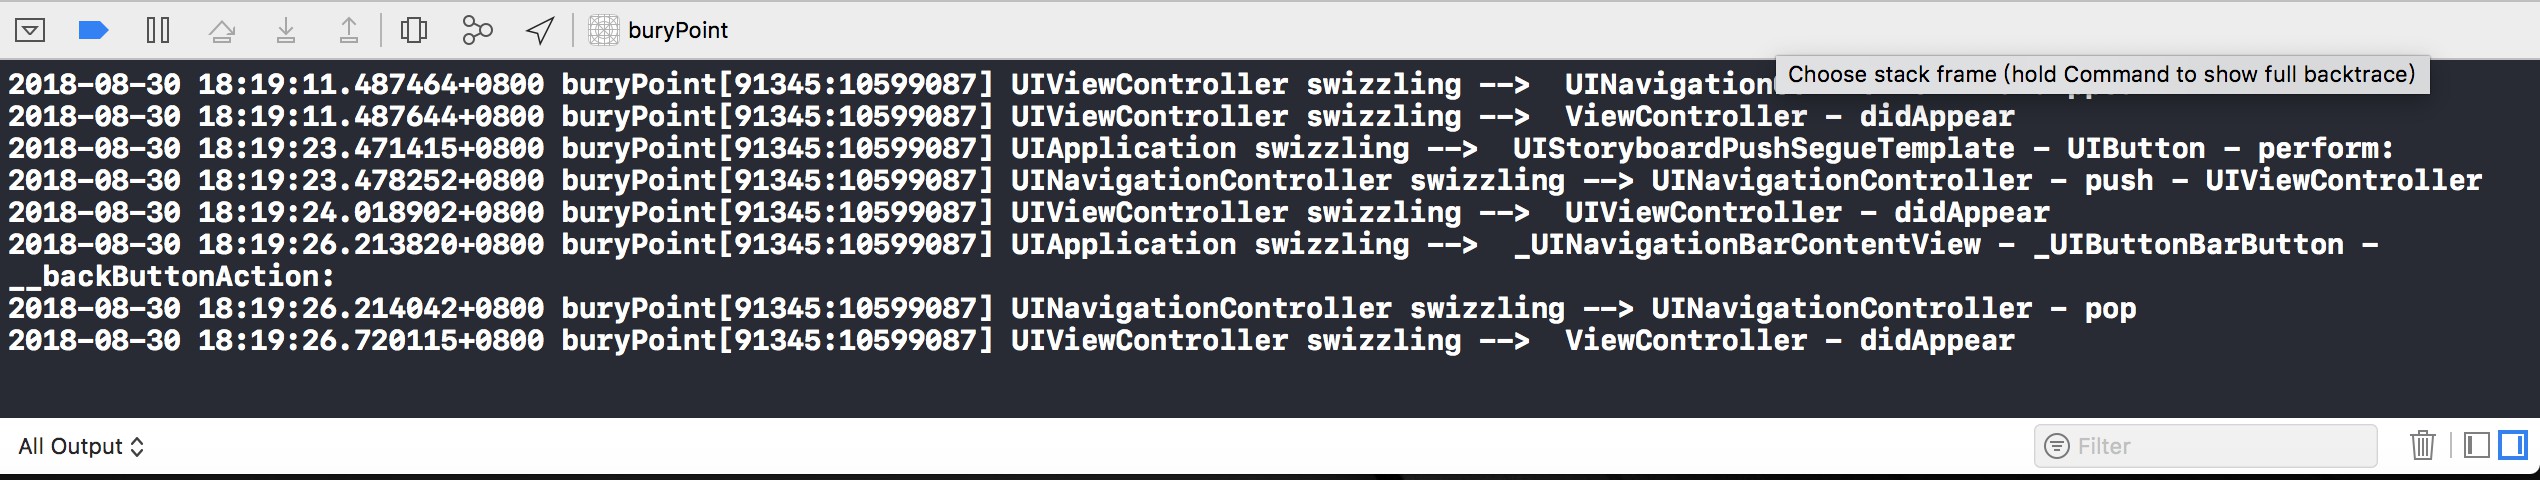 buryPoint
Choose stack frame (hold Command to show full backtrace)
2018-08-30 18:19:11.487464+0800 buryPoint[91345:10599087] UIViewController swizzling -->
2018-08-30 18:19:11.487644+0800 buryPoint[91345:10599087] UIViewController swizzling -->  ViewController - didAppear
2018-08-30 18:19:23.471415+0800 buryPoint[91345:10599087] UIApplication swizzling -->  UIStoryboardPushSegueTemplate - UIButton - perform:
2018-08-30 18:19:23.478252+0800 buryPoint[91345:10599087] UINavigationController swizzling --> UINavigationController - push - UIViewController
2018-08-30 18:19:24.018902+0800 buryPoint[91345:10599087] UIViewController swizzling -->  UIViewController - didAppear
2018-08-30 18:19:26.213820+0800 buryPoint[91345:10599087] UIApplication swizzling -->  _UINavigationBarContentView - _UIButtonBarButton -
__backButtonAction:
2018-08-30 18:19:26.214042+0800 buryPoint[91345:10599087] UINavigationController swizzling --> UINavigationController - pop
2018-08-30 18:19:26.720115+0800 buryPoint[91345:10599087] UIViewController swizzling -->  ViewController - didAppear
All Output
Filter